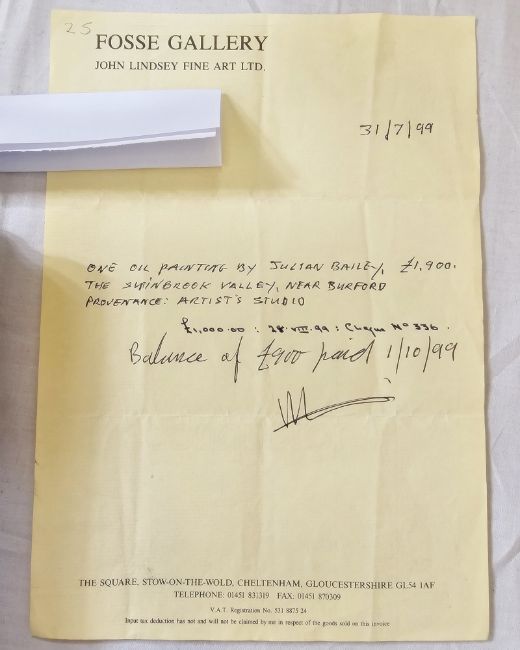 25
FOSSE GALLERY
JOHN LINDSEY FINE ART LTD.
31/7/99
ONE OIL PAINTING BY JULIAN BAILEY, £1,900.
THE SWINBROOK VALLEY, NEAR BURFORD
PROVENANCE: ARTIST'S STUDIO
£1,000.00 : 28.VIII.99 : Cheque No 336.
Balance of £900 paid 1/10/99
THE SQUARE, STOW-ON-THE-WOLD, CHELTENHAM, GLOUCESTERSHIRE GL54 1AF
TELEPHONE: 01451 831319 FAX: 01451 870309
V.A.T. Registration No. 531 8875 24
Input tax deduction has not and will not be claimed by me in respect of the goods sold on this invoice